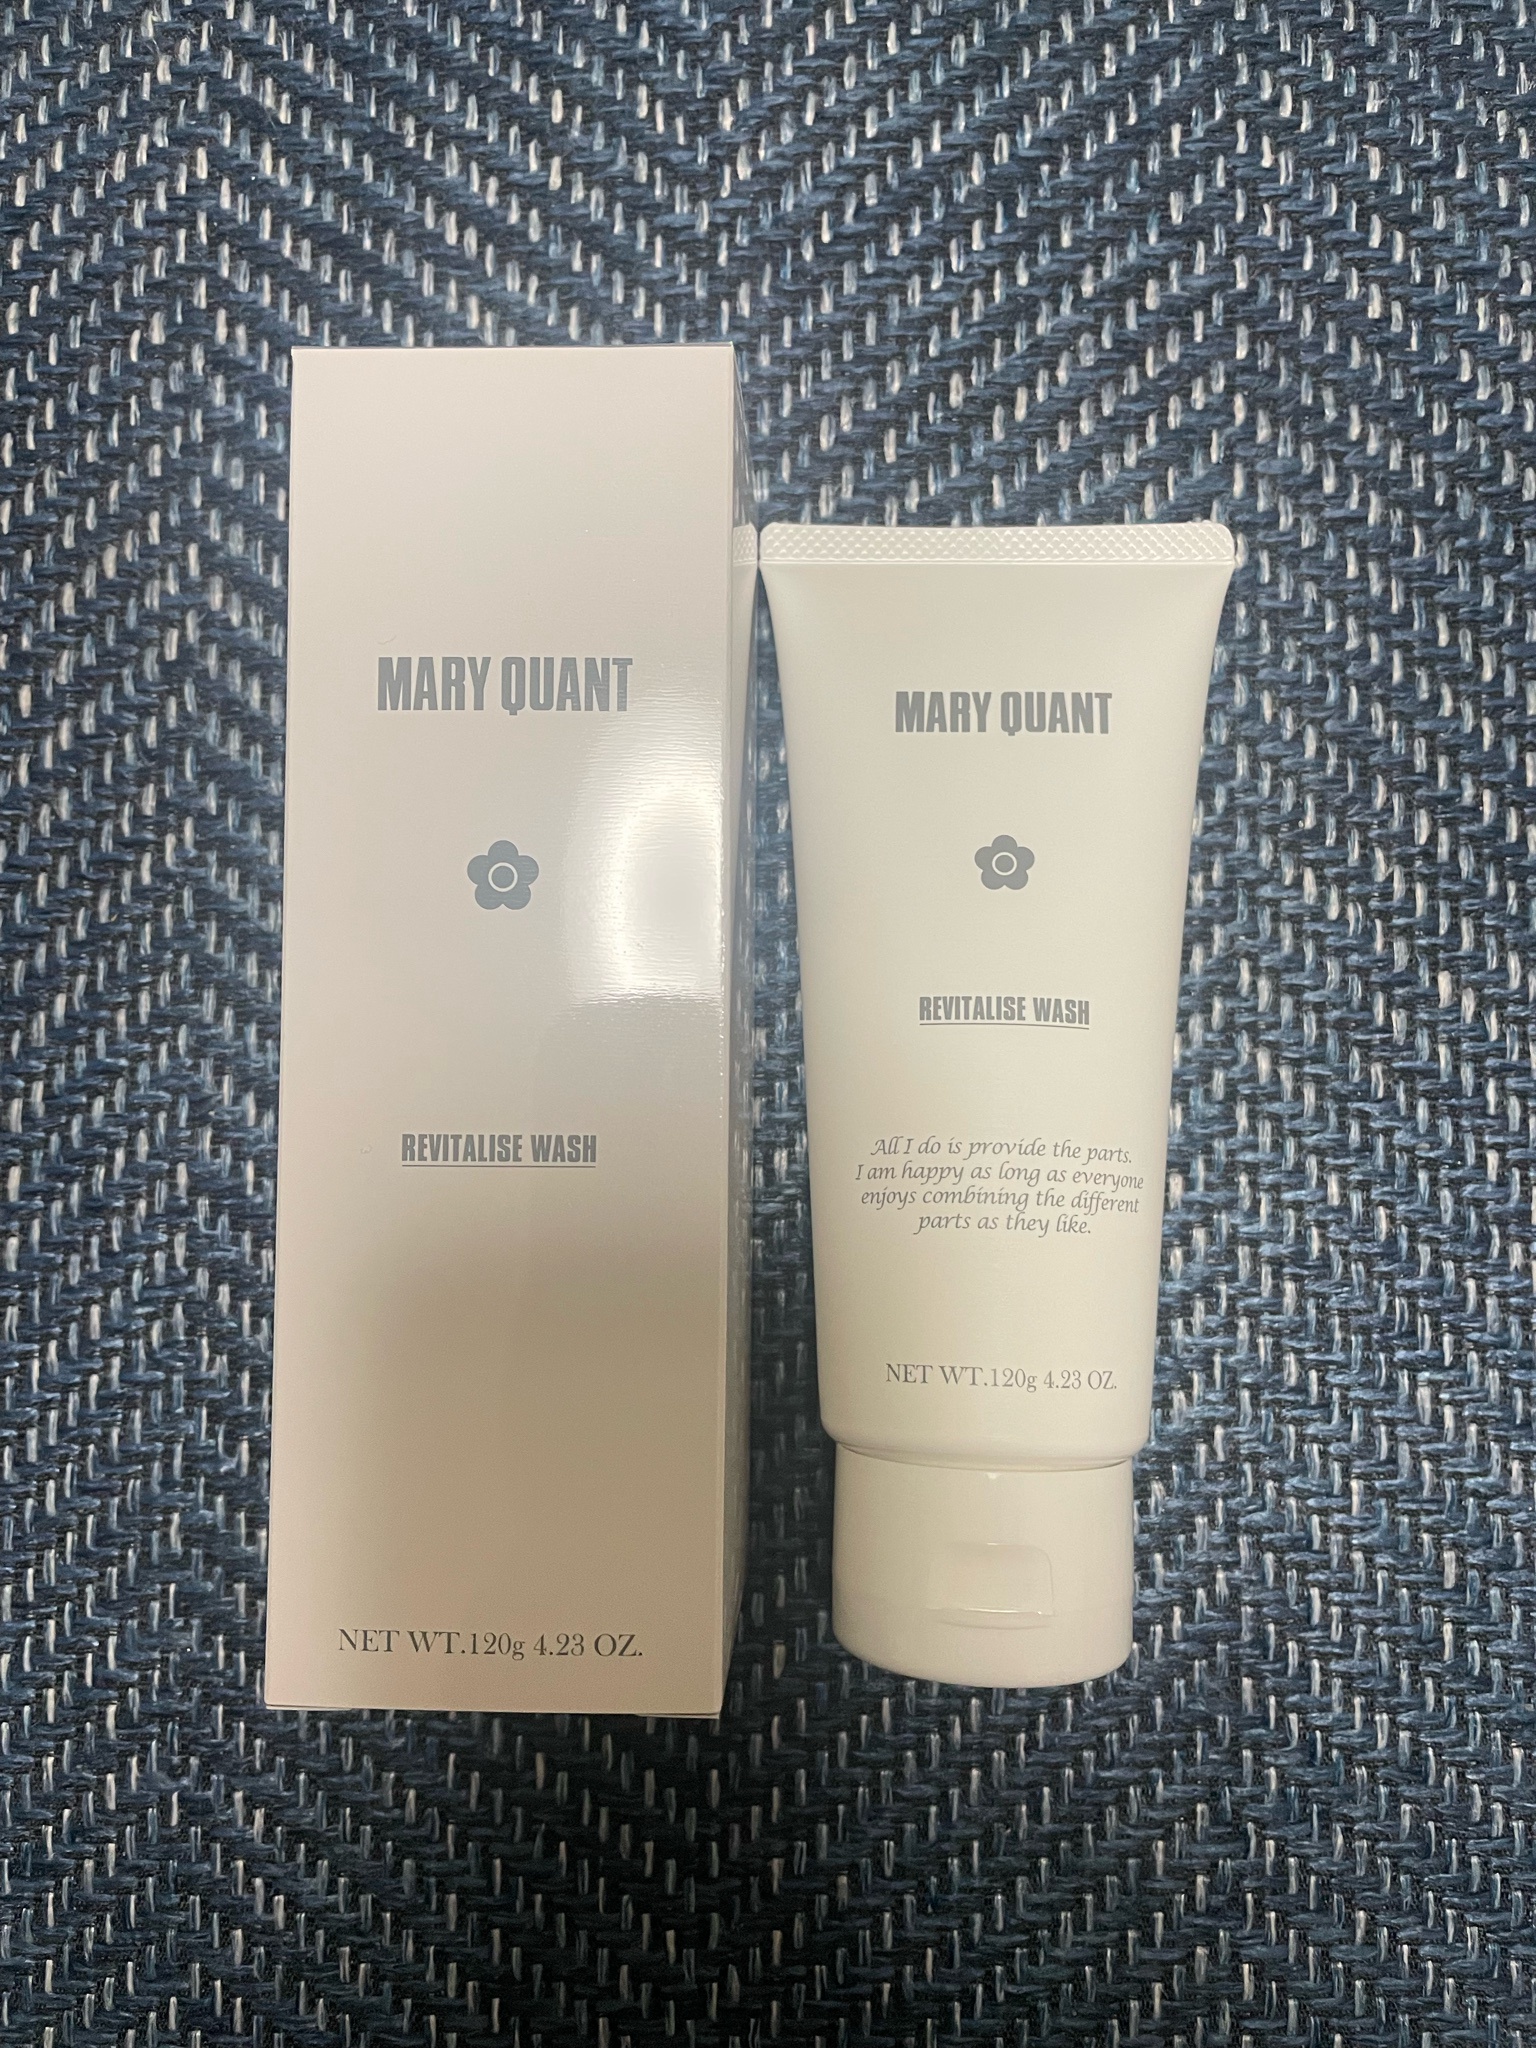 MARY QUANT
REVITALISE WASH
NET WT.120g 4.23 OZ.
MARY QUANT
REVITALISE WASH
All I do is provide the parts.
I am happy as long as everyone
enjoys combining the different
parts as they like.
NET WT.120g 4.23 OZ.